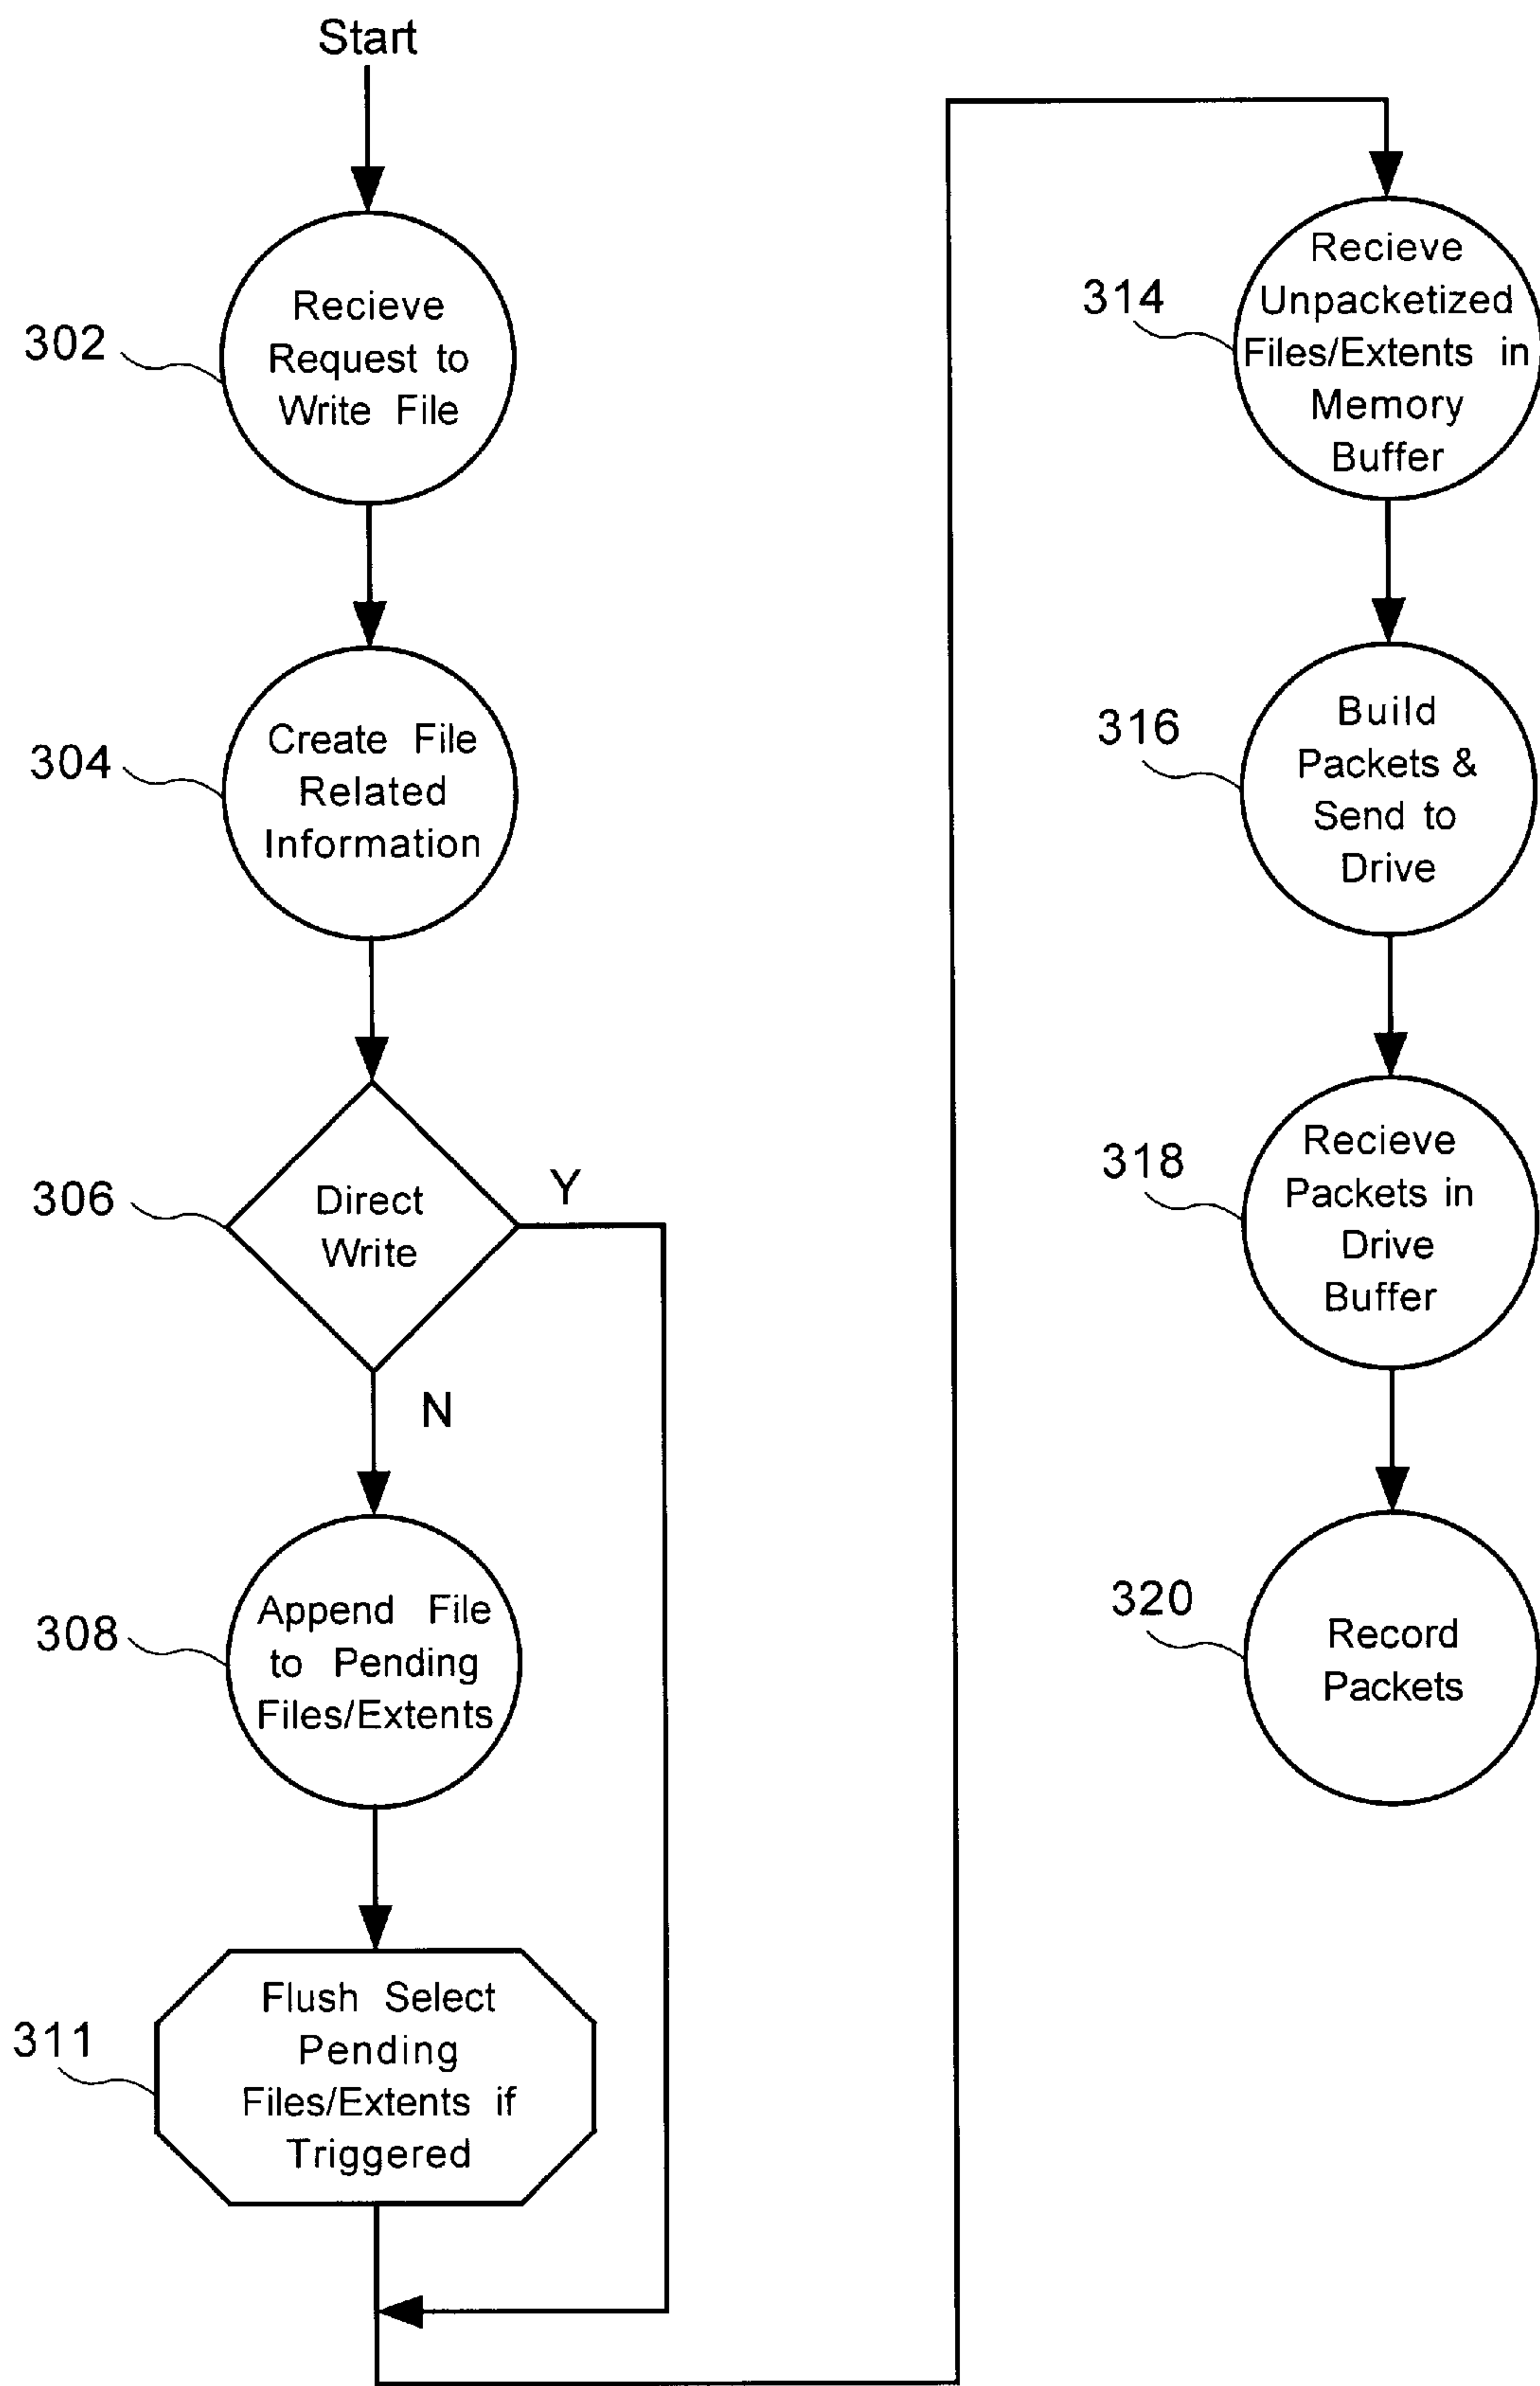 Start
302
Recieve
Request to
Write File
304
Create File
Related
Information
306
Direct
Write
Y
N
308
Append File
to Pending
Files/Extents
311
Flush Select
Pending
Files/Extents if
Triggered
314
Recieve
Unpacketized
Files/Extents in
Memory
Buffer
316
Build
Packets &
Send to
Drive
318
Recieve
Packets in
Drive
Buffer
320
Record
Packets